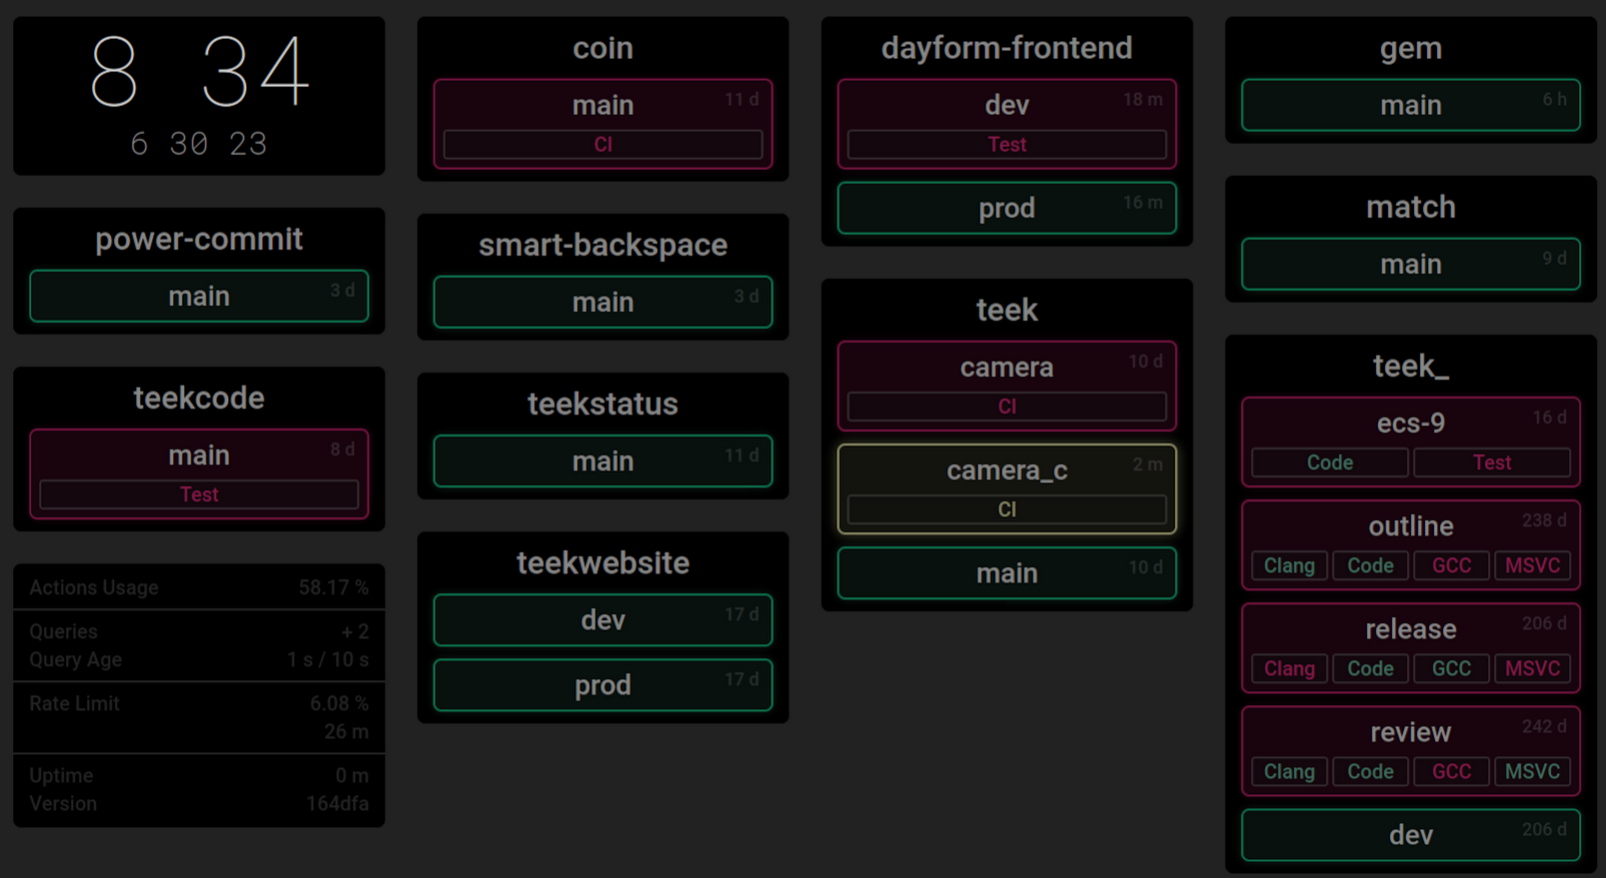 8 34
6 30 23
power-commit
main 3 d
teekcode
main 8 d
Test
Actions Usage 58.17 %
Queries + 2
Query Age 1 s / 10 s
Rate Limit 6.08 %
26 m
Uptime 0 m
Version 164dfa
coin
main 11 d
CI
smart-backspace
main 3 d
teekstatus
main 11 d
teekwebsite
dev 17 d
prod 17 d
dayform-frontend
dev 18 m
Test
prod 16 m
teek
camera 10 d
CI
camera_c 2 m
CI
main 10 d
gem
main 6 h
match
main 9 d
teek_
ecs-9 16 d
Code Test
outline 238 d
Clang Code GCC MSVC
release 206 d
Clang Code GCC MSVC
review 242 d
Clang Code GCC MSVC
dev 206 d